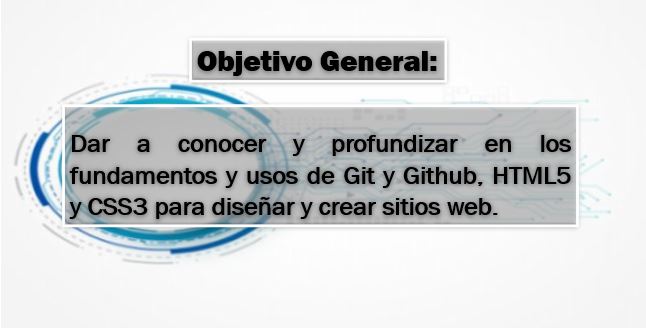 Objetivo General:
Dar a conocer y profundizar en los
fundamentos y usos de Git y Github, HTML5
y CSS3 para diseñar y crear sitios web.